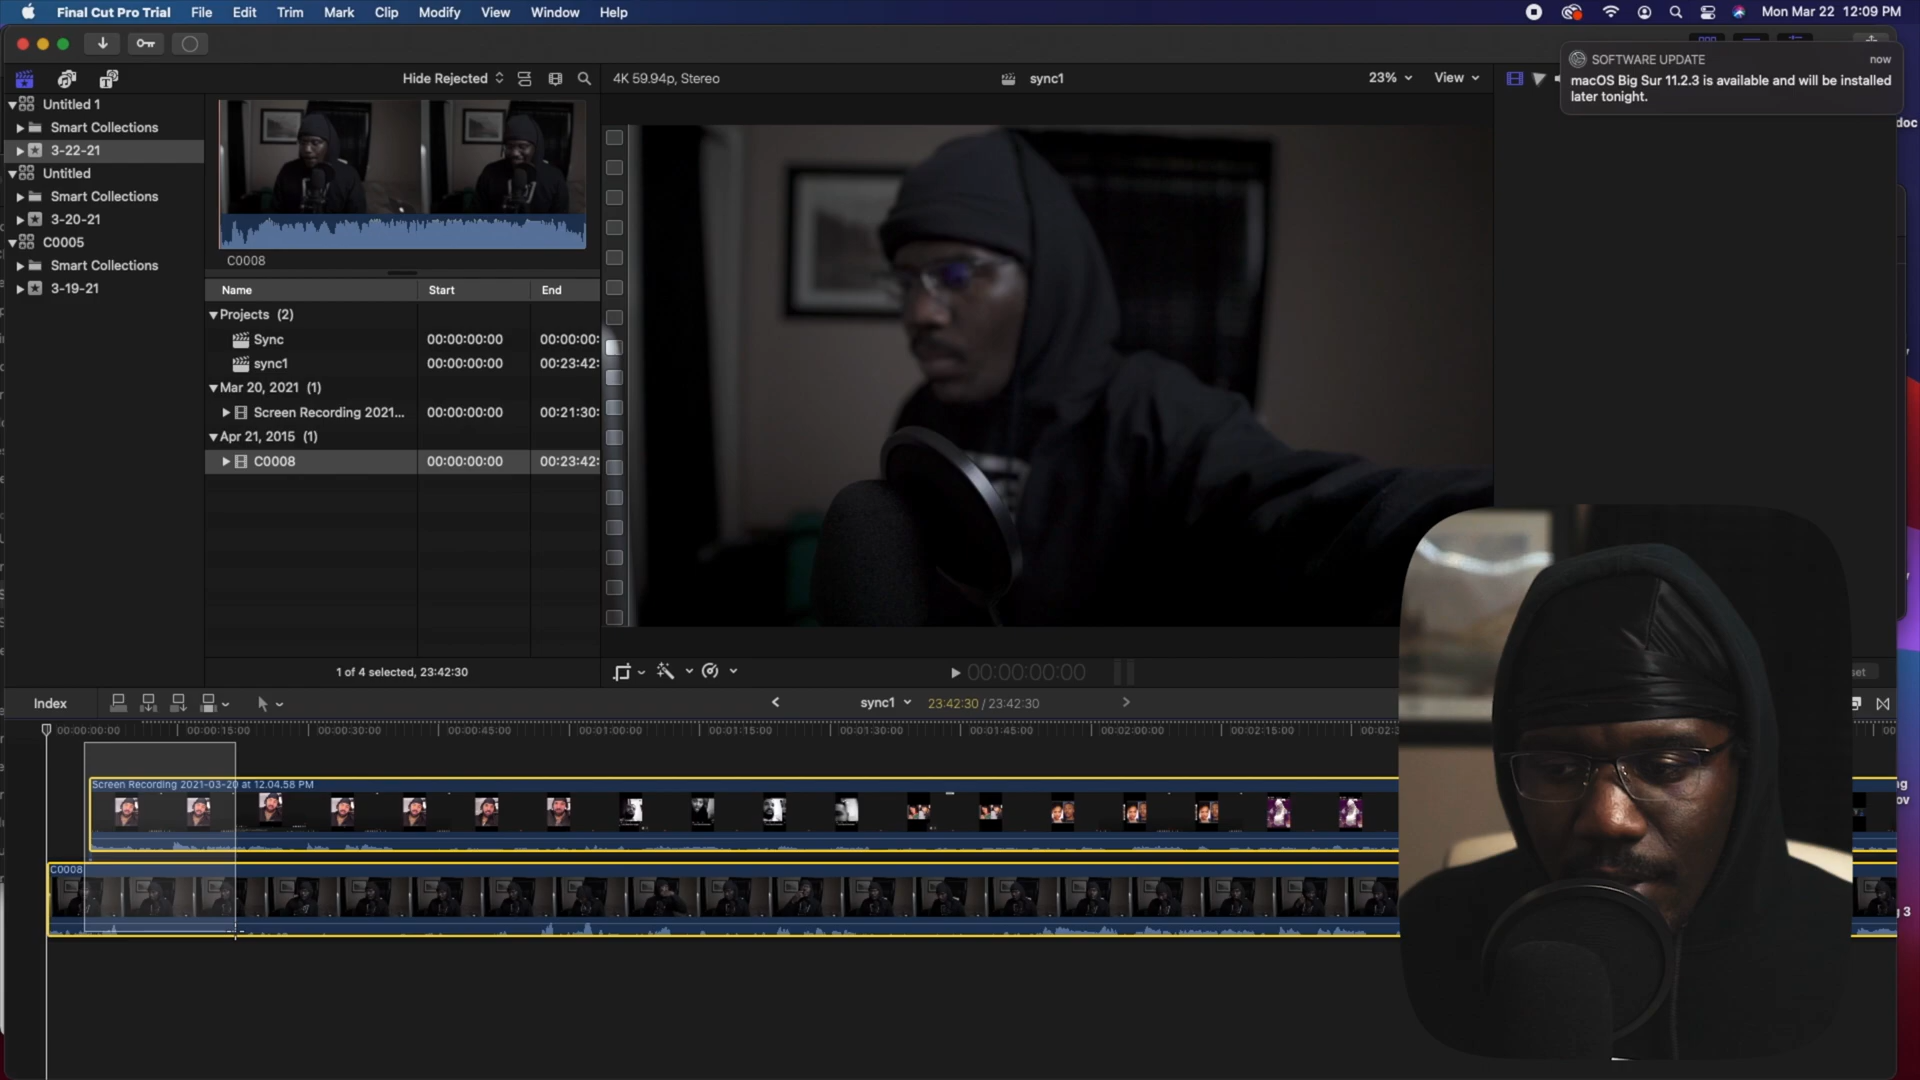 Final Cut Pro Trial File Edit Trim Mark Clip Modify View Window Help Mon Mar 22 12:09 PM
SOFTWARE UPDATE now
macOS Big Sur 11.2.3 is available and will be installed
later tonight.
Hide Rejected
4K 59.94p, Stereo
sync1
23%
View
Untitled 1
Smart Collections
3-22-21
Untitled
Smart Collections
3-20-21
C0005
Smart Collections
3-19-21
C0008
Name Start End
Projects (2)
Sync 00:00:00:00 00:00:00:
sync1 00:00:00:00 00:23:42:
Mar 20, 2021 (1)
Screen Recording 2021... 00:00:00:00 00:21:30:
Apr 21, 2015 (1)
C0008 00:00:00:00 00:23:42:
1 of 4 selected, 23:42:30
00:00:00:00
doc
set
Index
sync1
23:42:30 / 23:42:30
00:00:00:00 00:00:15:00 00:00:30:00 00:00:45:00 00:01:00:00 00:01:15:00 00:01:30:00 00:01:45:00 00:02:00:00 00:02:15:00 00:02:3
Screen Recording 2021-03-20 at 12.04.58 PM
C0008